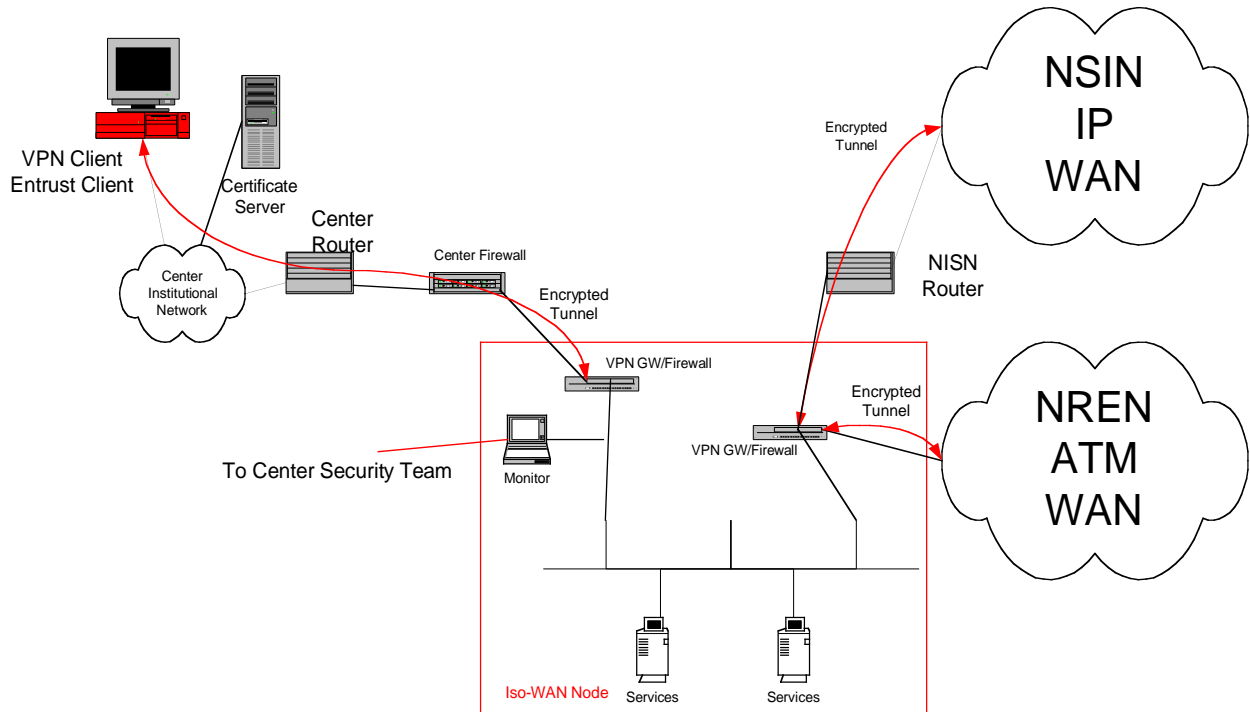 NSIN
IP
WAN
Encrypted
Tunnel
VPN Client
Entrust Client
Certificate
Server
Center
Router
Center Firewall
NISN
Router
Center
Institutional
Network
Encrypted
Tunnel
VPN GW/Firewall
Encrypted
Tunnel
NREN
ATM
WAN
VPN GW/Firewall
To Center Security Team
Monitor
Iso-WAN Node
Services
Services